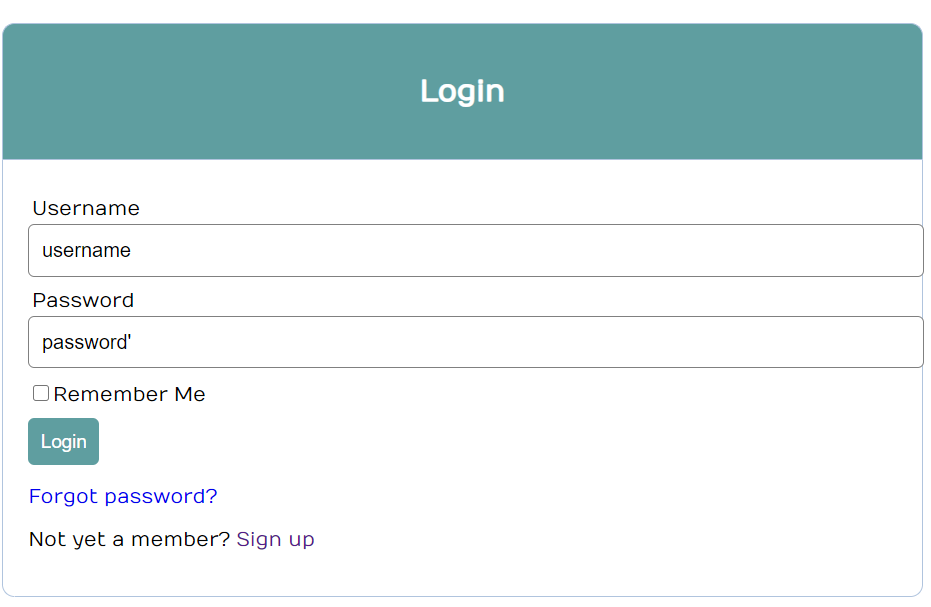 Login
Username
username
Password
password'
Remember Me
Login
Forgot password?
Not yet a member? Sign up